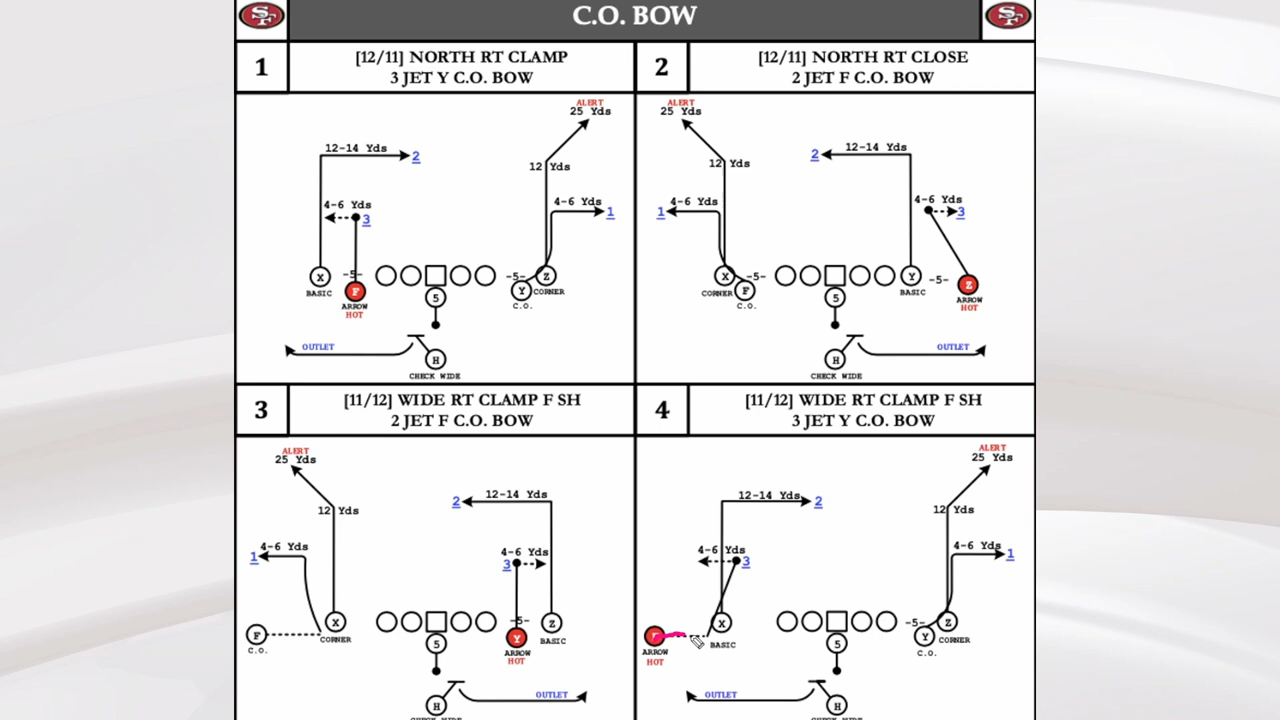 SF
C.O. BOW
SF
1
[12/11] NORTH RT CLAMP
3 JET Y C.O. BOW
2
[12/11] NORTH RT CLOSE
2 JET F C.O. BOW
ALERT
25 Yds
12-14 Yds
2
12 Yds
4-6 Yds
3
4-6 Yds
1
X
-5-
F
5
-5-
Y
Z
BASIC
ARROW
HOT
CORNER
C.O.
OUTLET
H
CHECK WIDE
ALERT
25 Yds
2
12-14 Yds
12 Yds
1
4-6 Yds
4-6 Yds
3
X
-5-
F
5
Y
-5-
Z
CORNER
C.O.
BASIC
ARROW
HOT
OUTLET
H
CHECK WIDE
3
[11/12] WIDE RT CLAMP F SH
2 JET F C.O. BOW
4
[11/12] WIDE RT CLAMP F SH
3 JET Y C.O. BOW
ALERT
25 Yds
2
12-14 Yds
12 Yds
1
4-6 Yds
4-6 Yds
3
F
C.O.
X
CORNER
5
-5-
Y
ARROW
HOT
Z
BASIC
OUTLET
H
CHECK WIDE
ALERT
25 Yds
12-14 Yds
2
12 Yds
4-6 Yds
3
4-6 Yds
1
ARROW
HOT
X
BASIC
5
-5-
Y
C.O.
Z
CORNER
OUTLET
H
CHECK WIDE